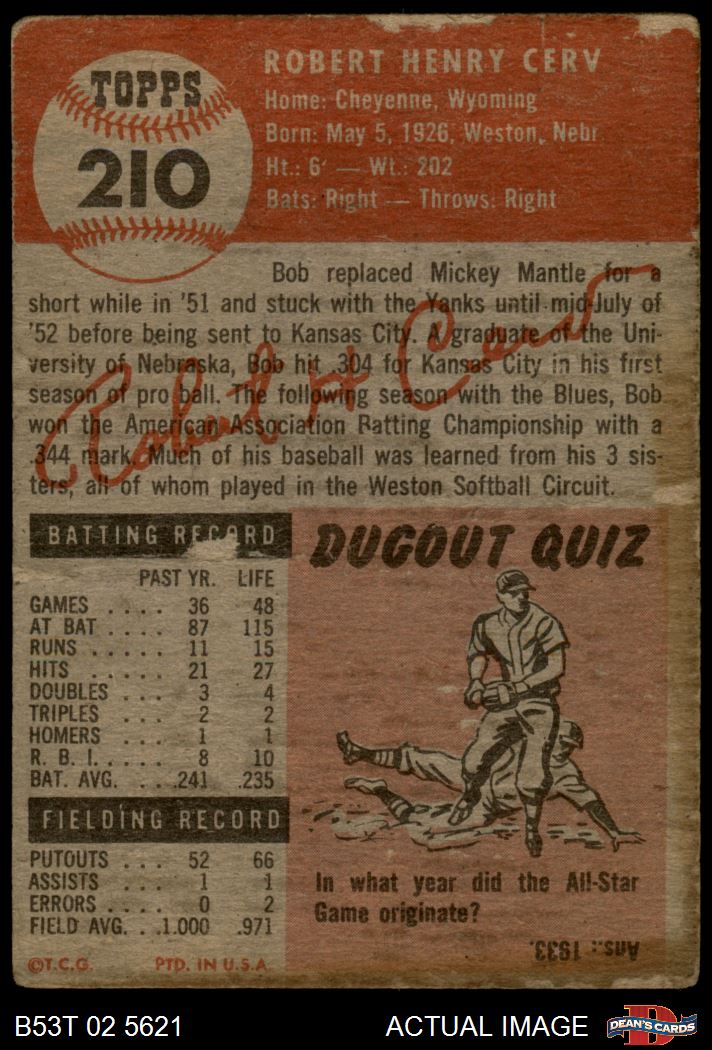 TOPPS
210
ROBERT HENRY CERV
Home: Cheyenne, Wyoming
Born: May 5, 1926, Weston, Nebr
Ht.: 6' — Wt.: 202
Bats: Right — Throws: Right
Bob replaced Mickey Mantle for a
short while in '51 and stuck with the Yanks until mid-July of
'52 before being sent to Kansas City. A graduate of the Uni-
versity of Nebraska, Bob hit .304 for Kansas City in his first
season of pro ball. The following season with the Blues, Bob
won the American Association Batting Championship with a
.344 mark. Much of his baseball was learned from his 3 sis-
ters, all of whom played in the Weston Softball Circuit.
Robert H Cerv
BATTING RECORD
PAST YR. LIFE
GAMES .... 36 48
AT BAT .... 87 115
RUNS ..... 11 15
HITS ..... 21 27
DOUBLES ... 3 4
TRIPLES ... 2 2
HOMERS ... 1 1
R. B. I. .... 8 10
BAT. AVG. ... .241 .235
FIELDING RECORD
PUTOUTS ... 52 66
ASSISTS .... 1 1
ERRORS .... 0 2
FIELD AVG. . .1.000 .971
©T.C.G. PTD. IN U.S.A.
DUGOUT QUIZ
In what year did the All-Star
Game originate?
Ans.: 1933.
B53T 02 5621
ACTUAL IMAGE
DEAN'S CARDS